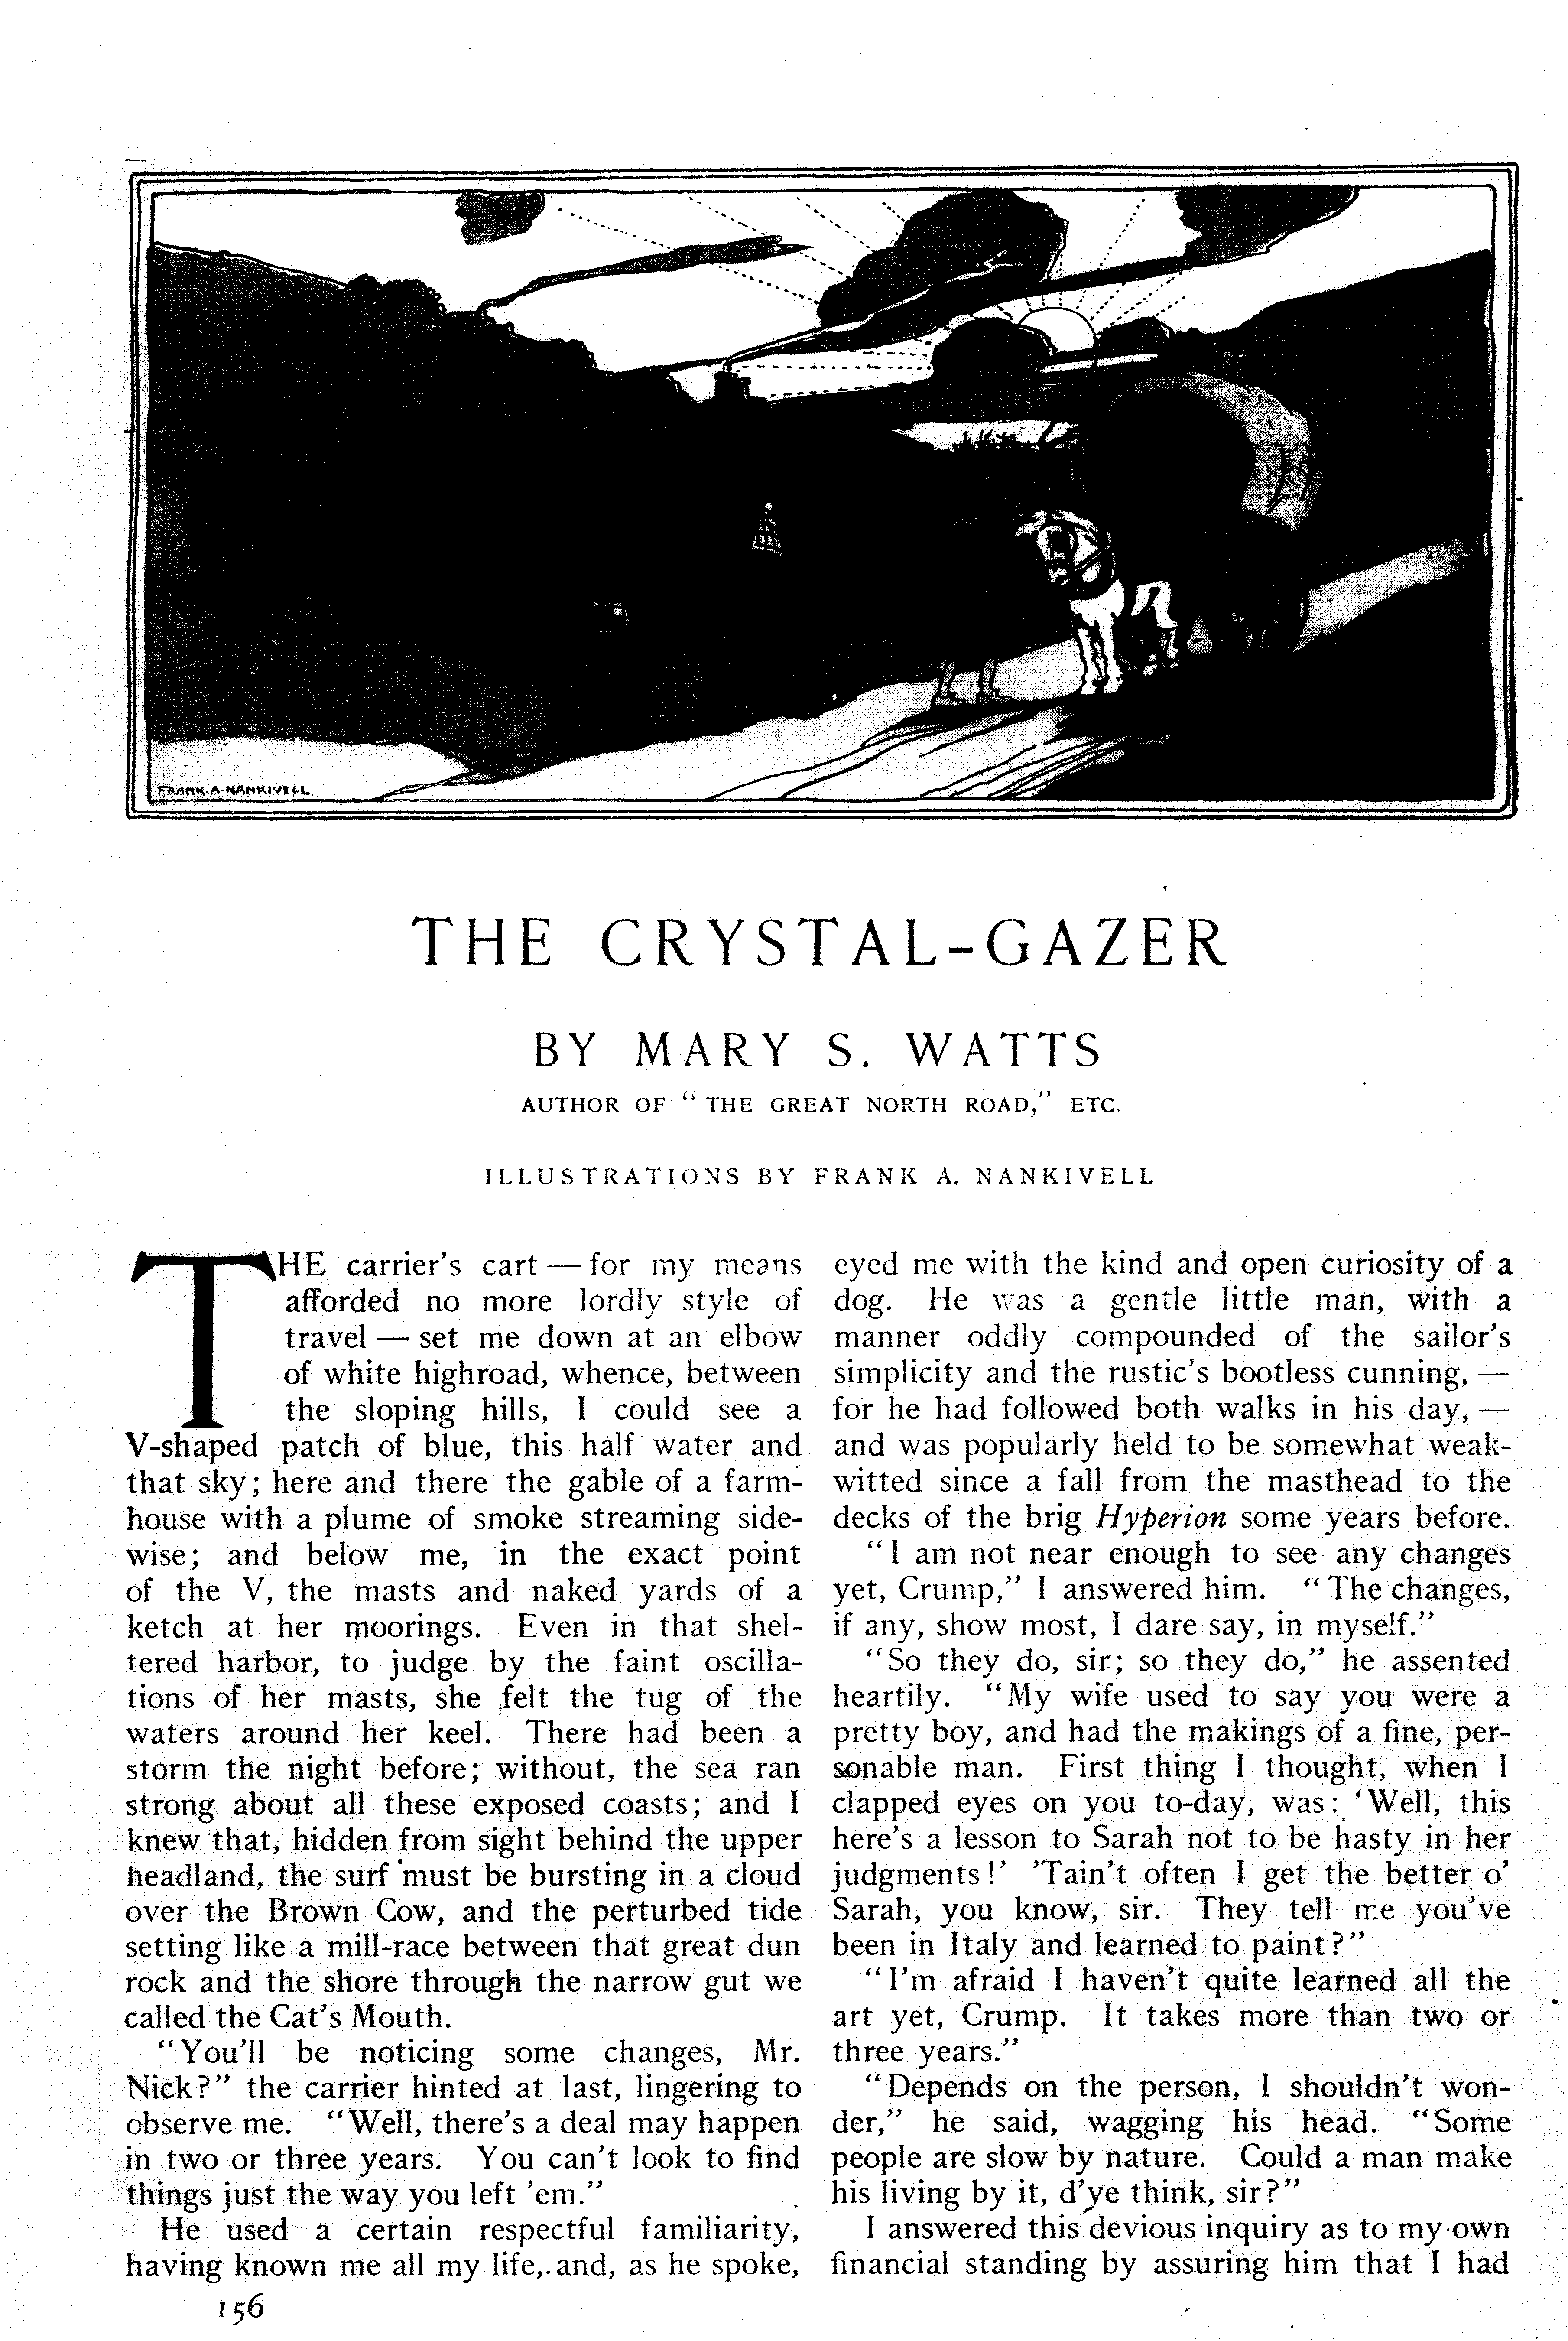 FRANK·A·NANKIVELL
THE CRYSTAL-GAZER
BY MARY S. WATTS
AUTHOR OF “THE GREAT NORTH ROAD,” ETC.
ILLUSTRATIONS BY FRANK A. NANKIVELL
THE carrier’s cart — for my means
afforded no more lordly style of
travel — set me down at an elbow
of white highroad, whence, between
the sloping hills, I could see a
V-shaped patch of blue, this half water and
that sky; here and there the gable of a farm-
house with a plume of smoke streaming side-
wise; and below me, in the exact point
of the V, the masts and naked yards of a
ketch at her moorings. Even in that shel-
tered harbor, to judge by the faint oscilla-
tions of her masts, she felt the tug of the
waters around her keel. There had been a
storm the night before; without, the sea ran
strong about all these exposed coasts; and I
knew that, hidden from sight behind the upper
headland, the surf must be bursting in a cloud
over the Brown Cow, and the perturbed tide
setting like a mill-race between that great dun
rock and the shore through the narrow gut we
called the Cat’s Mouth.
“You’ll be noticing some changes, Mr.
Nick?” the carrier hinted at last, lingering to
observe me. “Well, there’s a deal may happen
in two or three years. You can’t look to find
things just the way you left ’em.”
He used a certain respectful familiarity,
having known me all my life, and, as he spoke,
eyed me with the kind and open curiosity of a
dog. He was a gentle little man, with a
manner oddly compounded of the sailor’s
simplicity and the rustic’s bootless cunning, —
for he had followed both walks in his day, —
and was popularly held to be somewhat weak-
witted since a fall from the masthead to the
decks of the brig Hyperion some years before.
“I am not near enough to see any changes
yet, Crump,” I answered him. “The changes,
if any, show most, I dare say, in myself.”
“So they do, sir; so they do,” he assented
heartily. “My wife used to say you were a
pretty boy, and had the makings of a fine, per-
sonable man. First thing I thought, when I
clapped eyes on you to-day, was: ‘Well, this
here’s a lesson to Sarah not to be hasty in her
judgments!’ ’Tain’t often I get the better o’
Sarah, you know, sir. They tell me you’ve
been in Italy and learned to paint?”
“I’m afraid I haven’t quite learned all the
art yet, Crump. It takes more than two or
three years.”
“Depends on the person, I shouldn’t won-
der,” he said, wagging his head. “Some
people are slow by nature. Could a man make
his living by it, d’ye think, sir?”
I answered this devious inquiry as to my own
financial standing by assuring him that I had
156